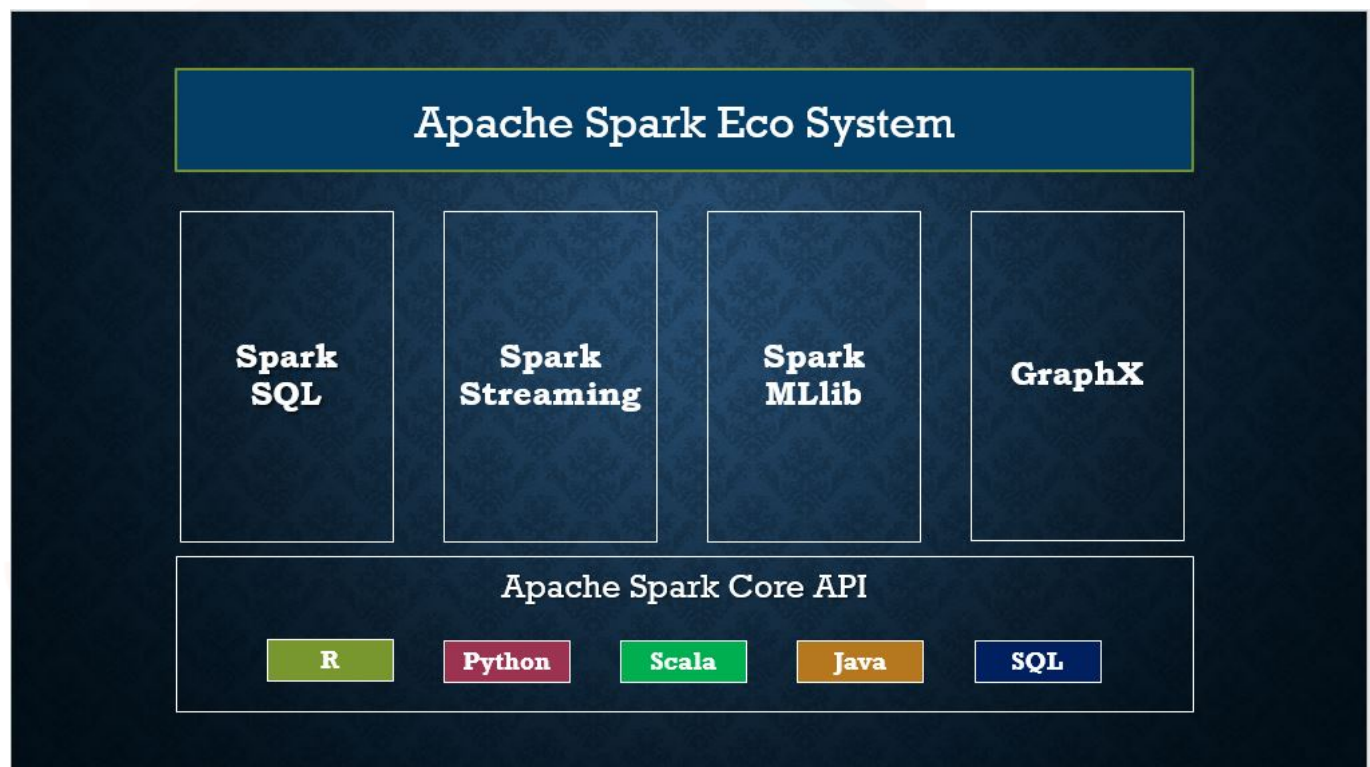 Apache Spark Eco System
Spark
SQL
Spark
Streaming
Spark
MLlib
GraphX
Apache Spark Core API
R
Python
Scala
Java
SQL